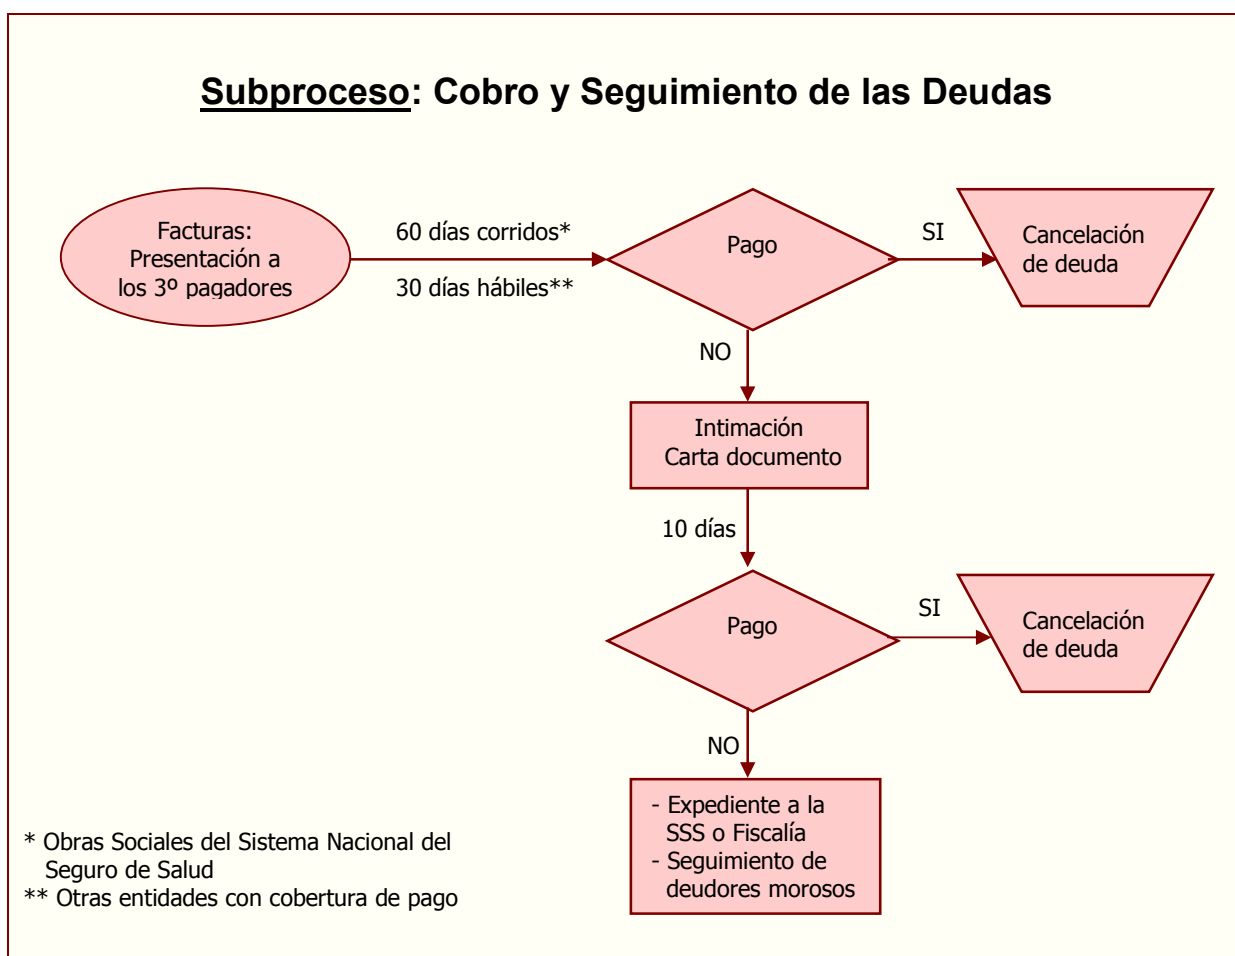 Subproceso: Cobro y Seguimiento de las Deudas
Facturas:
Presentación a
los 3º pagadores
60 días corridos*
30 días hábiles**
Pago
SI
Cancelación
de deuda
NO
Intimación
Carta documento
10 días
Pago
SI
Cancelación
de deuda
NO
- Expediente a la
SSS o Fiscalía
- Seguimiento de
deudores morosos
* Obras Sociales del Sistema Nacional del
Seguro de Salud
** Otras entidades con cobertura de pago